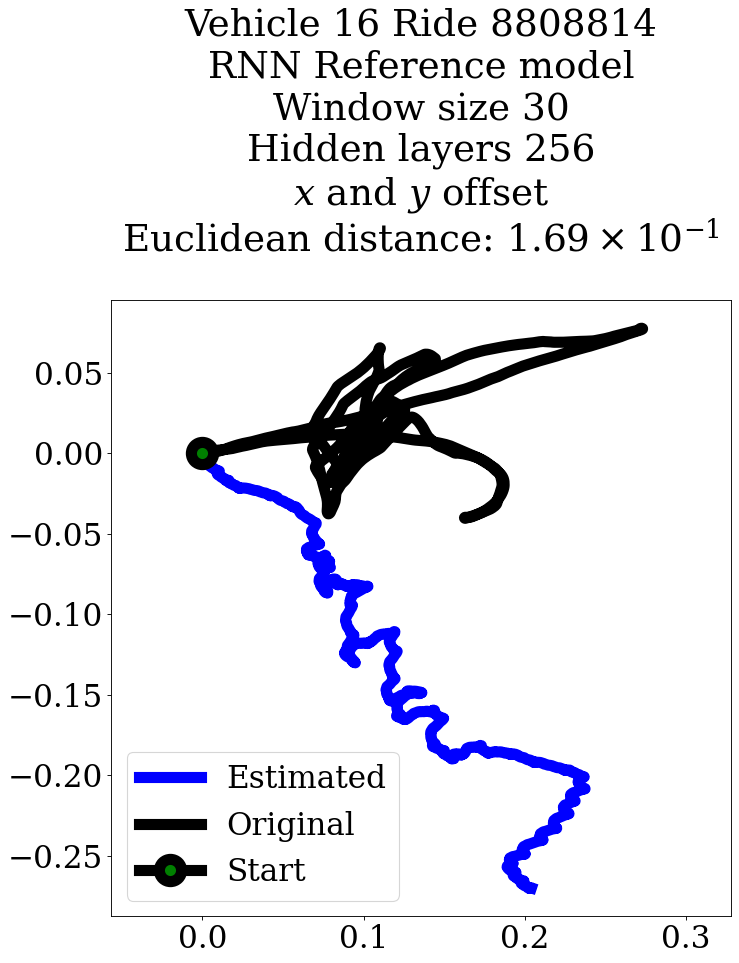 Vehicle 16 Ride 8808814
RNN Reference model
Window size 30
Hidden layers 256
x and y offset
Euclidean distance: 1.69 × 10⁻¹
0.05
0.00
−0.05
−0.10
−0.15
−0.20
−0.25
Estimated
Original
Start
0.0 0.1 0.2 0.3